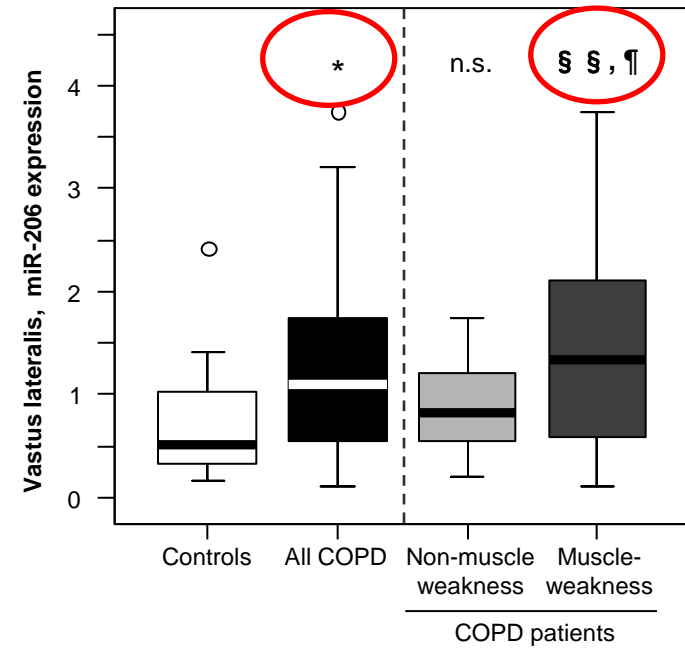 Vastus lateralis, miR-206 expression
4
3
2
1
0
*
n.s.
§ §, ¶
Controls
All COPD
Non-muscle
weakness
Muscle-
weakness
COPD patients